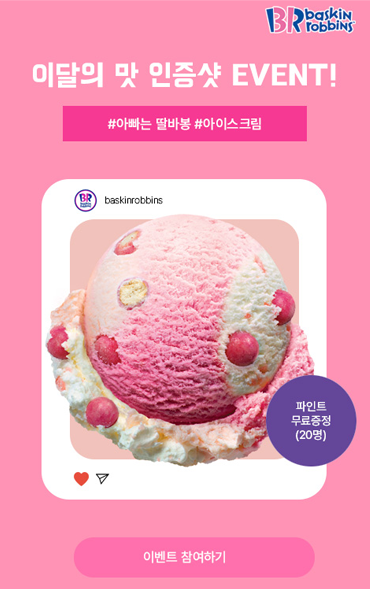 BR baskin robbins
이달의 맛 인증샷 EVENT!
#아빠는 딸바봉 #아이스크림
BR baskinrobbins
파인트
무료증정
(20명)
이벤트 참여하기